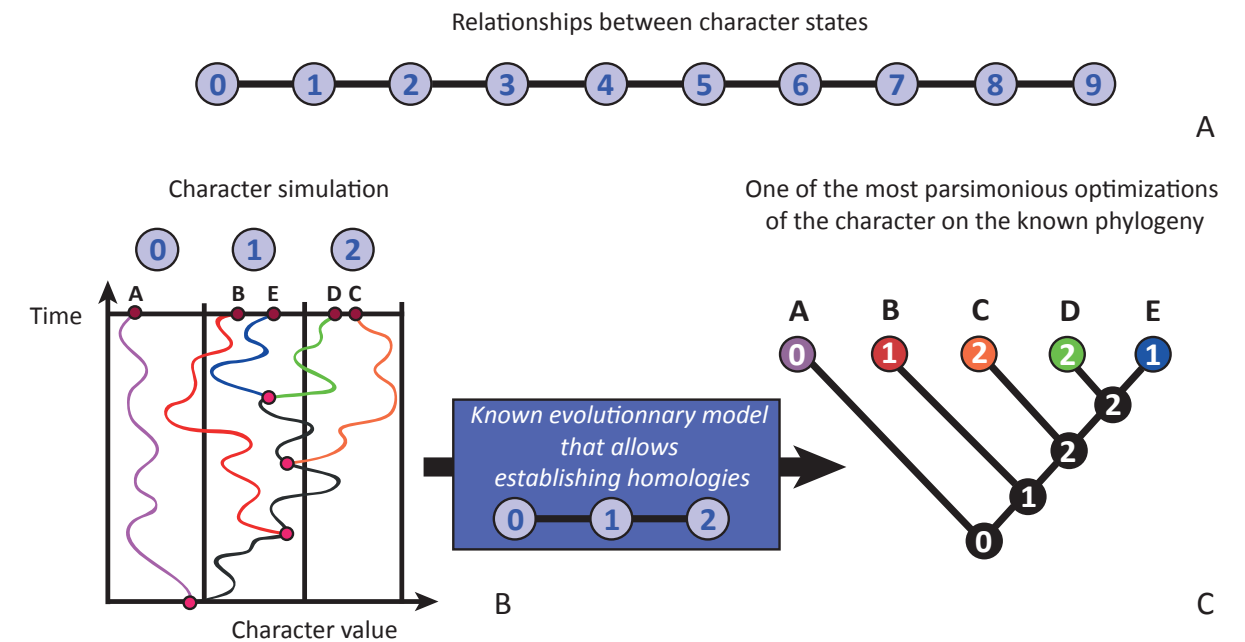 Relationships between character states
0 1 2 3 4 5 6 7 8 9
A
Character simulation
0 1 2
A B E D C
Time
Character value
B
Known evolutionnary model
that allows
establishing homologies
0 1 2
One of the most parsimonious optimizations
of the character on the known phylogeny
A B C D E
0 1 2 2 1
2
2
1
0
C